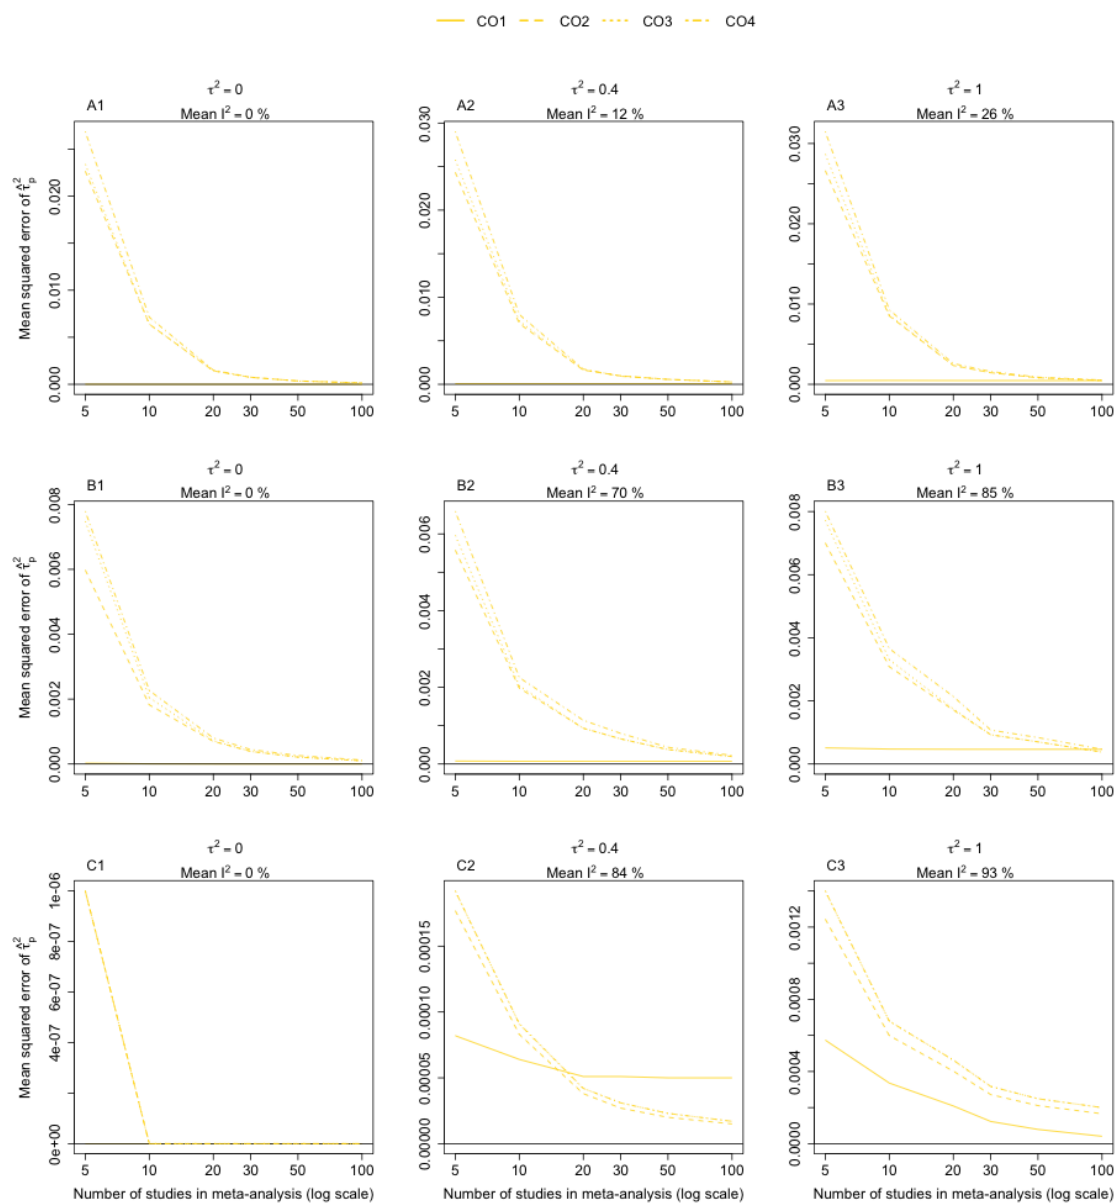 CO1 CO2 CO3 CO4
τ² = 0
A1 Mean I² = 0 %
τ² = 0.4
A2 Mean I² = 12 %
τ² = 1
A3 Mean I² = 26 %
Mean squared error of τ̂²ₚ
0.000 0.010 0.020
5 10 20 30 50 100
0.000 0.010 0.020 0.030
5 10 20 30 50 100
0.000 0.010 0.020 0.030
5 10 20 30 50 100
τ² = 0
B1 Mean I² = 0 %
τ² = 0.4
B2 Mean I² = 70 %
τ² = 1
B3 Mean I² = 85 %
Mean squared error of τ̂²ₚ
0.000 0.002 0.004 0.006 0.008
5 10 20 30 50 100
0.000 0.002 0.004 0.006
5 10 20 30 50 100
0.000 0.002 0.004 0.006 0.008
5 10 20 30 50 100
τ² = 0
C1 Mean I² = 0 %
τ² = 0.4
C2 Mean I² = 84 %
τ² = 1
C3 Mean I² = 93 %
Mean squared error of τ̂²ₚ
0e+00 4e-07 6e-07 8e-07 1e-06
5 10 20 30 50 100
Number of studies in meta-analysis (log scale)
0.00000 0.00005 0.00010 0.00015
5 10 20 30 50 100
Number of studies in meta-analysis (log scale)
0.0000 0.0004 0.0008 0.0012
5 10 20 30 50 100
Number of studies in meta-analysis (log scale)